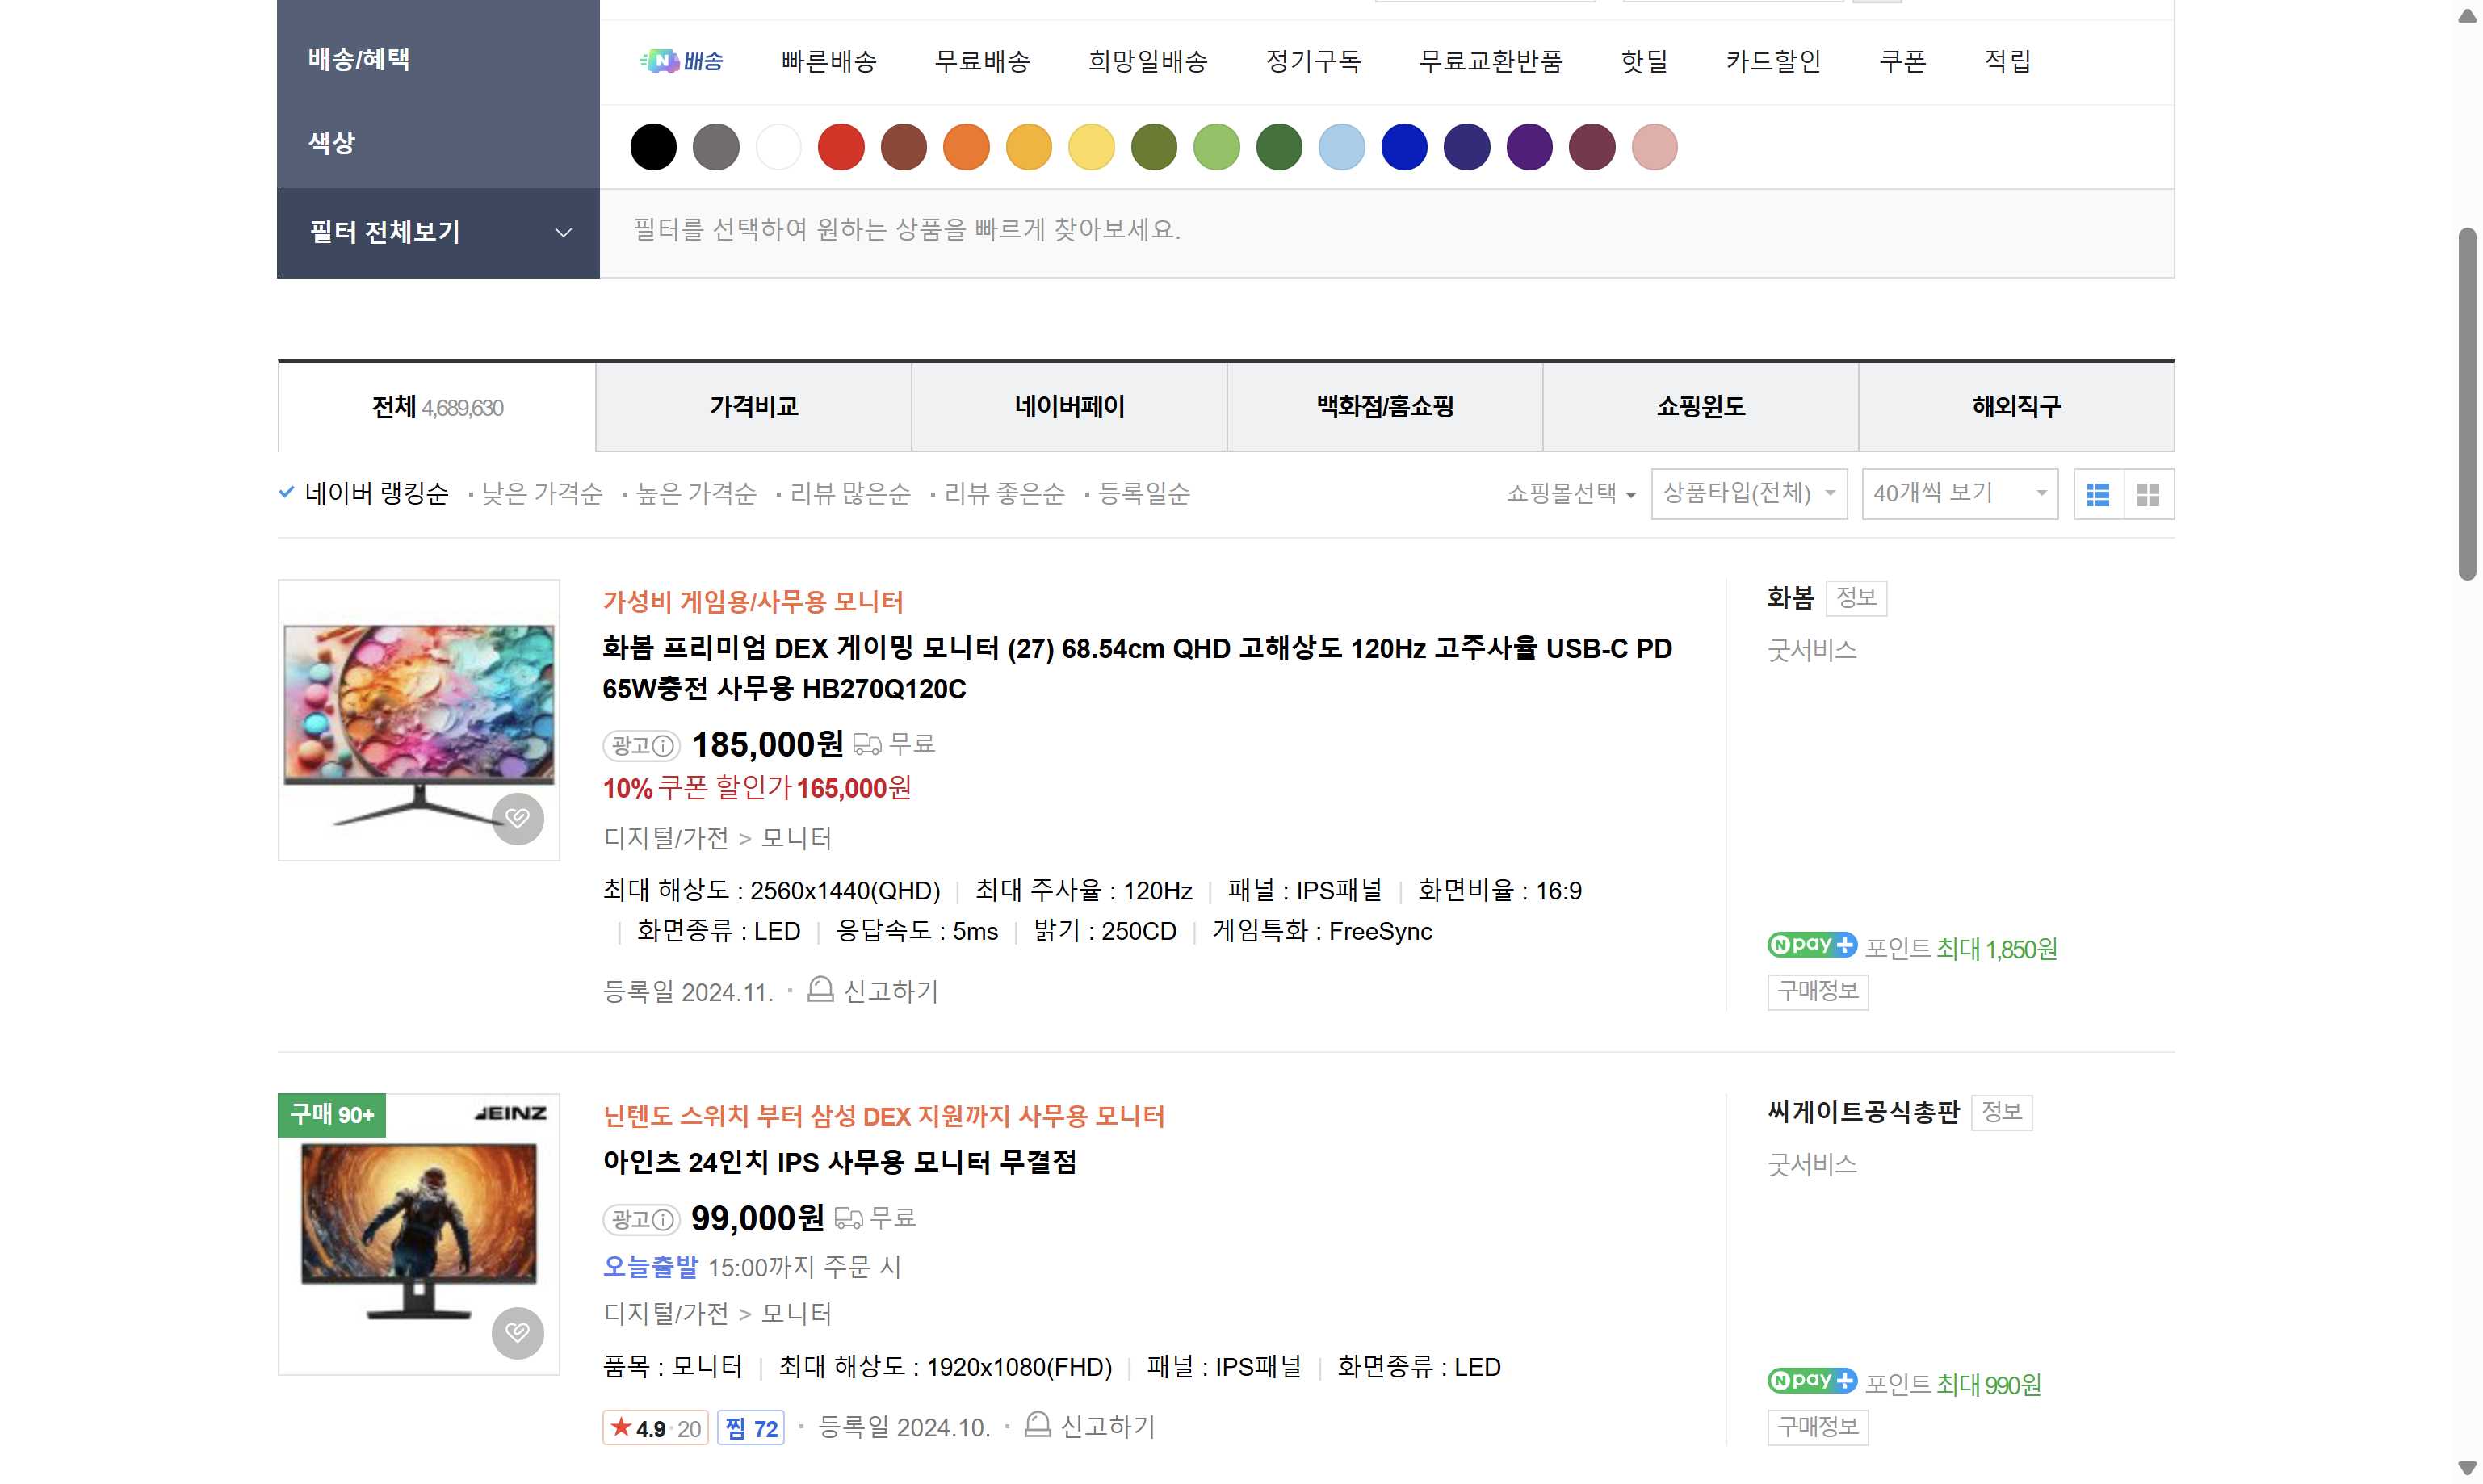 배송/혜택
N배송 빠른배송 무료배송 희망일배송 정기구독 무료교환반품 핫딜 카드할인 쿠폰 적립
색상
필터 전체보기
필터를 선택하여 원하는 상품을 빠르게 찾아보세요.
전체 4,689,630 가격비교 네이버페이 백화점/홈쇼핑 쇼핑윈도 해외직구
네이버 랭킹순 · 낮은 가격순 · 높은 가격순 · 리뷰 많은순 · 리뷰 좋은순 · 등록일순
쇼핑몰선택 상품타입(전체) 40개씩 보기
가성비 게임용/사무용 모니터
화봄 프리미엄 DEX 게이밍 모니터 (27) 68.54cm QHD 고해상도 120Hz 고주사율 USB-C PD
65W충전 사무용 HB270Q120C
광고 185,000원 무료
10% 쿠폰 할인가 165,000원
디지털/가전 > 모니터
최대 해상도 : 2560x1440(QHD) | 최대 주사율 : 120Hz | 패널 : IPS패널 | 화면비율 : 16:9
| 화면종류 : LED | 응답속도 : 5ms | 밝기 : 250CD | 게임특화 : FreeSync
등록일 2024.11. · 신고하기
화봄 정보
굿서비스
N pay+ 포인트 최대 1,850원
구매정보
구매 90+
JEINZ
닌텐도 스위치 부터 삼성 DEX 지원까지 사무용 모니터
아인츠 24인치 IPS 사무용 모니터 무결점
광고 99,000원 무료
오늘출발 15:00까지 주문 시
디지털/가전 > 모니터
품목 : 모니터 | 최대 해상도 : 1920x1080(FHD) | 패널 : IPS패널 | 화면종류 : LED
★ 4.9 · 20 찜 72 · 등록일 2024.10. · 신고하기
씨게이트공식총판 정보
굿서비스
N pay+ 포인트 최대 990원
구매정보